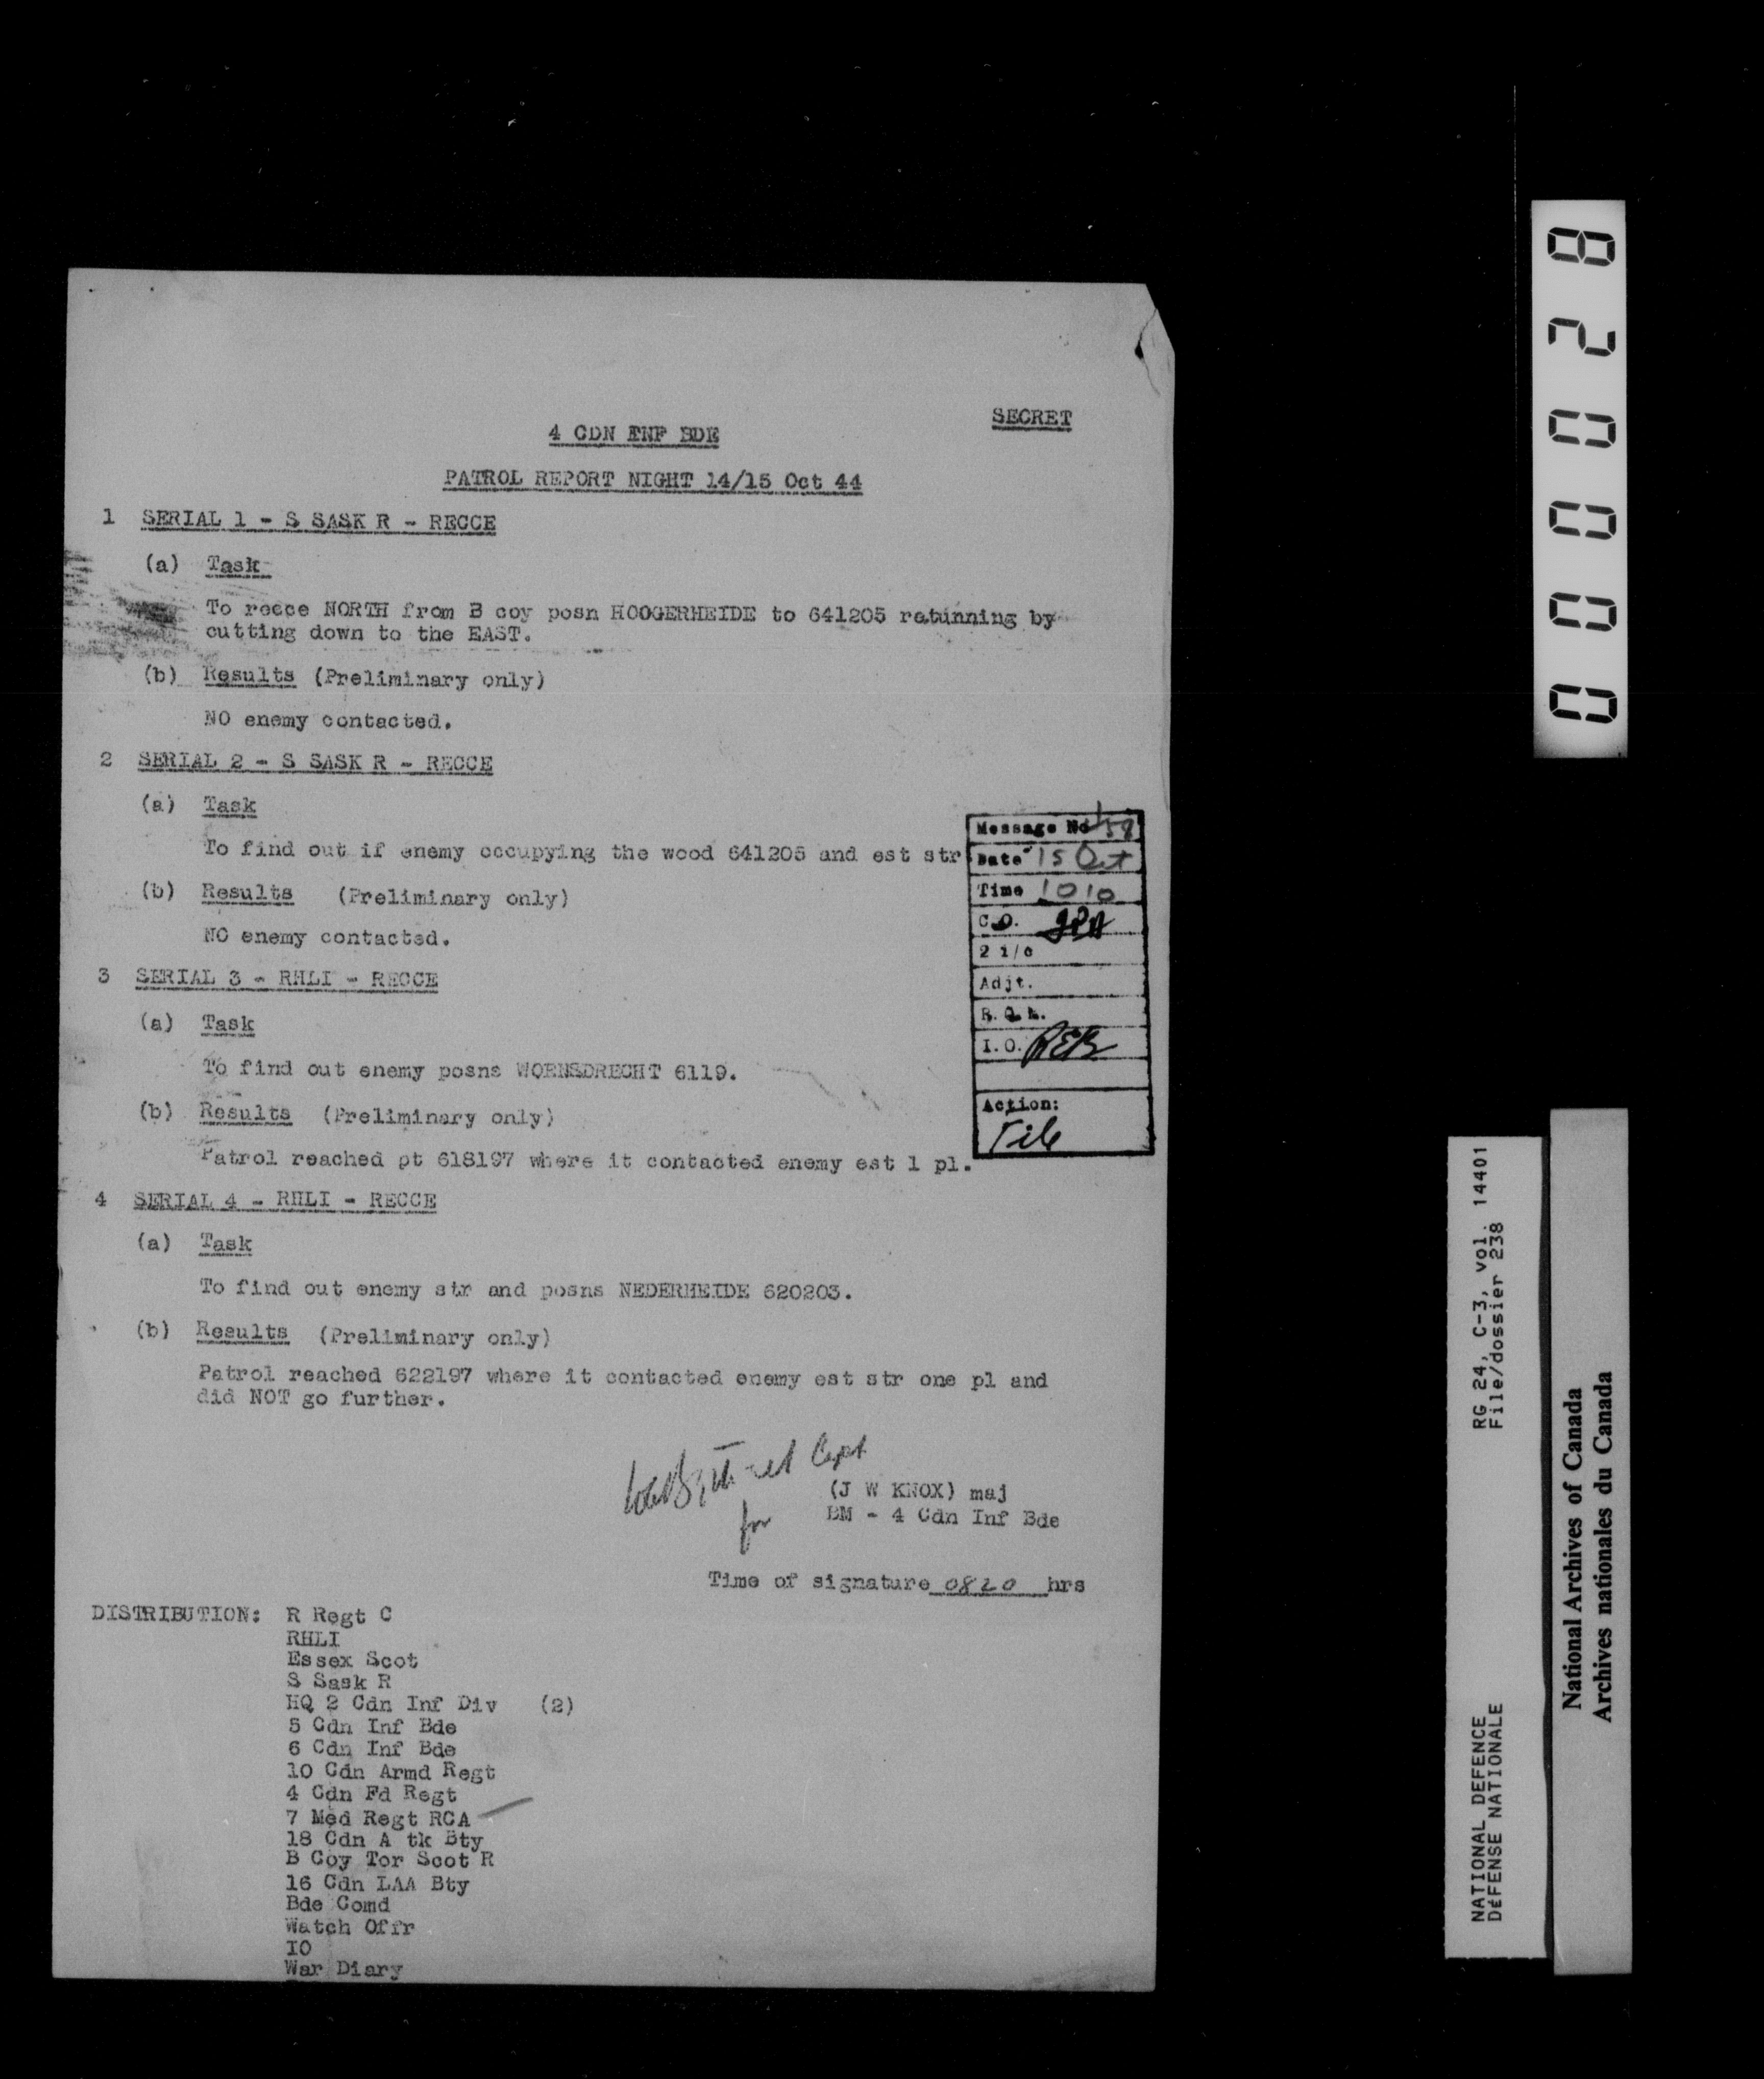 SECRET
4 CDN INF BDE
PATROL REPORT NIGHT 14/15 Oct 44
1 SERIAL 1 - S SASK R - RECCE
(a) Task
To recce NORTH from B coy posn HOOGERHEIDE to 641205 retunning by
cutting down to the EAST.
(b) Results (Preliminary only)
NO enemy contacted.
2 SERIAL 2 - S SASK R - RECCE
(a) Task
To find out if enemy occupying the wood 641205 and est str
(b) Results (Preliminary only)
NO enemy contacted.
3 SERIAL 3 - RHLI - RECCE
(a) Task
To find out enemy posns WOENSDRECHT 6119.
(b) Results (Preliminary only)
Patrol reached pt 618197 where it contacted enemy est 1 pl.
4 SERIAL 4 - RHLI - RECCE
(a) Task
To find out enemy str and posns NEDERHEIDE 620203.
(b) Results (Preliminary only)
Patrol reached 622197 where it contacted enemy est str one pl and
did NOT go further.
Message No
Date 15 Oct
Time 1010
C.O.
2 i/c
Adjt.
I.O. REB
Action:
File
Capt
for
(J W KNOX) maj
BM - 4 Cdn Inf Bde
Time of signature 0820 hrs
DISTRIBUTION: R Regt C
RHLI
Essex Scot
S Sask R
HQ 2 Cdn Inf Div (2)
5 Cdn Inf Bde
6 Cdn Inf Bde
10 Cdn Armd Regt
4 Cdn Fd Regt
7 Med Regt RCA
18 Cdn A tk Bty
B Coy Tor Scot R
16 Cdn LAA Bty
Bde Comd
Watch Offr
IO
War Diary
000028
RG 24, C-3, vol. 14401
File/dossier 238
NATIONAL DEFENCE
DéFENSE NATIONALE
National Archives of Canada
Archives nationales du Canada